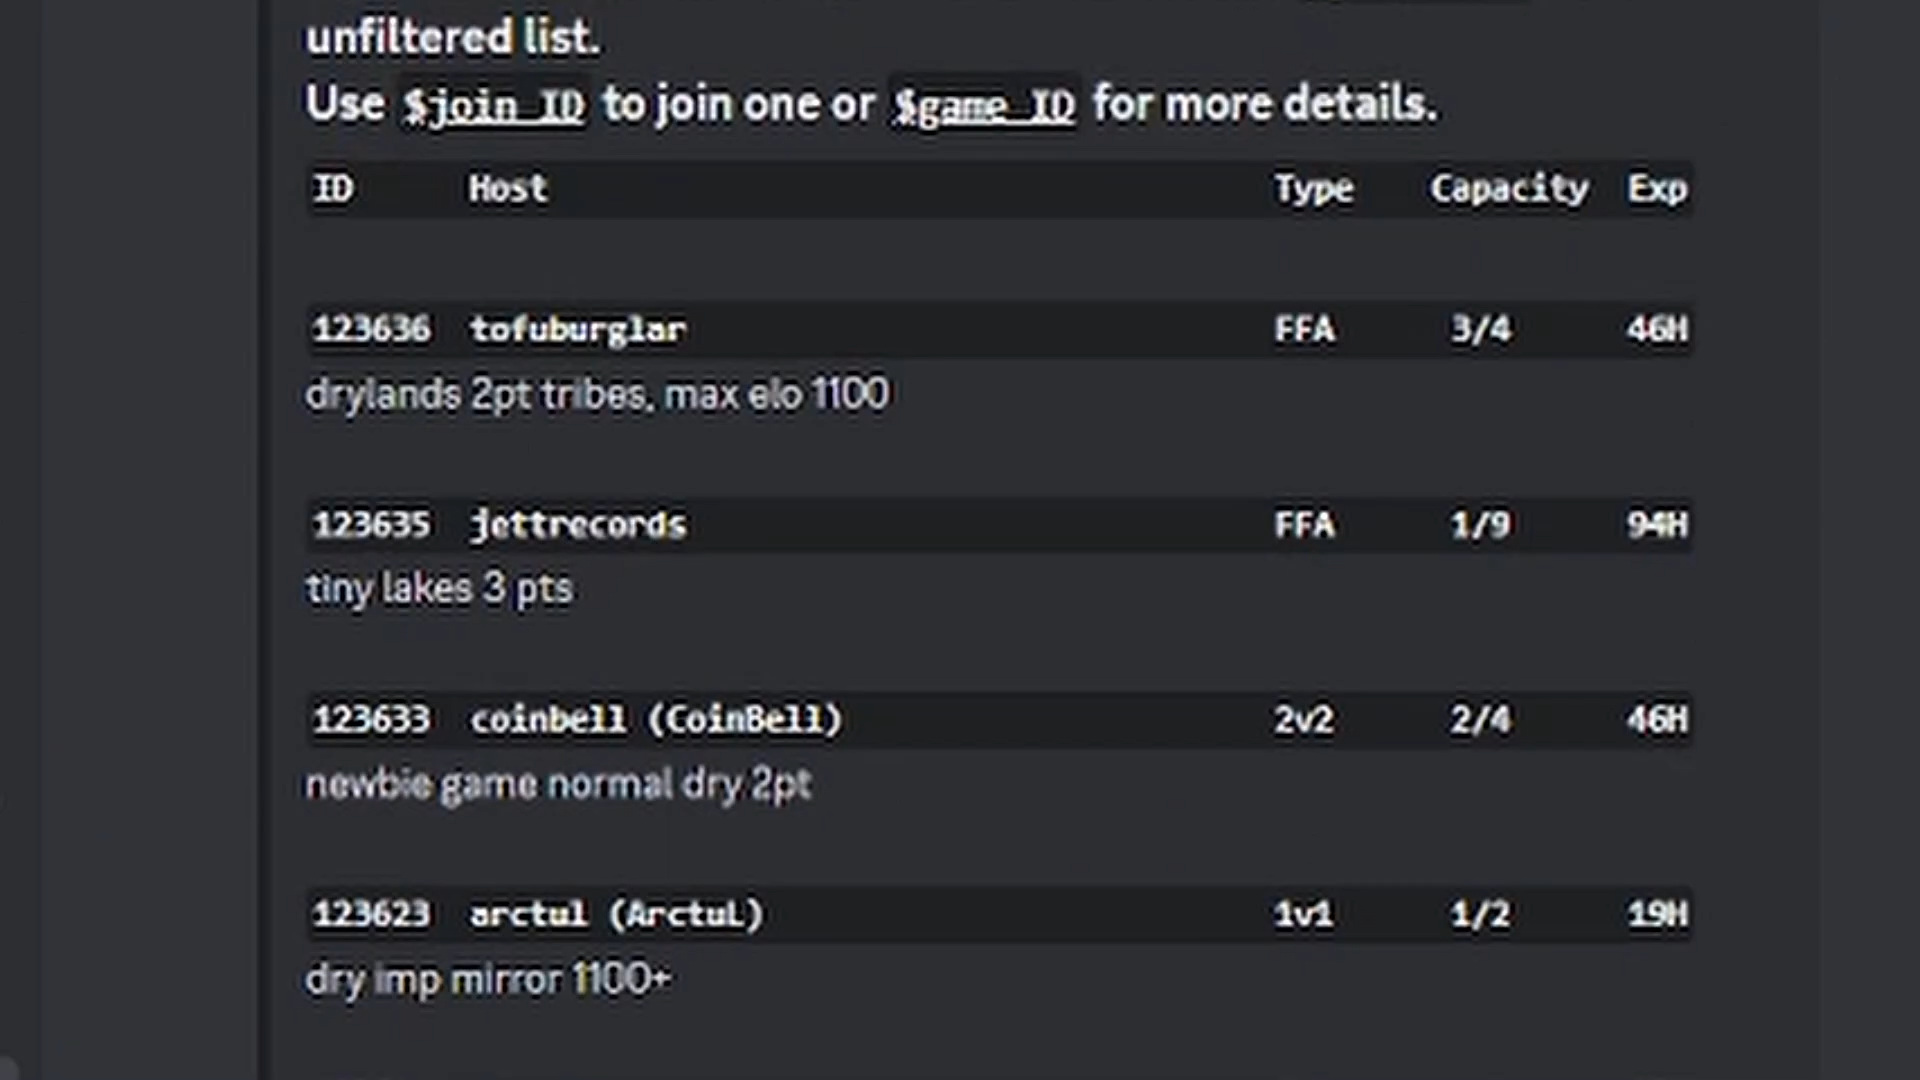 unfiltered list.
Use $join ID to join one or $game ID for more details.
ID Host Type Capacity Exp
123636 tofuburglar FFA 3/4 46H
drylands 2pt tribes, max elo 1100
123635 jettrecords FFA 1/9 94H
tiny lakes 3 pts
123633 coinbell (CoinBell) 2v2 2/4 46H
newbie game normal dry 2pt
123623 arctul (ArctuL) 1v1 1/2 19H
dry imp mirror 1100+